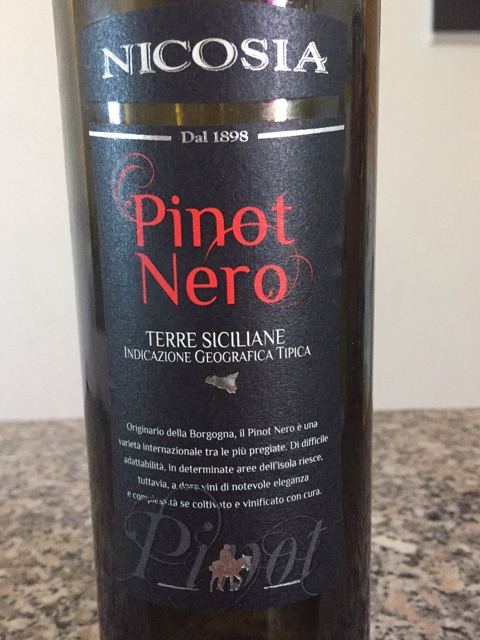 NICOSIA
Dal 1898
Pinot
Nero
TERRE SICILIANE
INDICAZIONE GEOGRAFICA TIPICA
Originario della Borgogna, il Pinot Nero è una
varietà internazionale tra le più pregiate. Di difficile
adattabilità, in determinate aree dell'isola riesce,
tuttavia, a dare vini di notevole eleganza
e complessità se coltivato e vinificato con cura.
Pinot